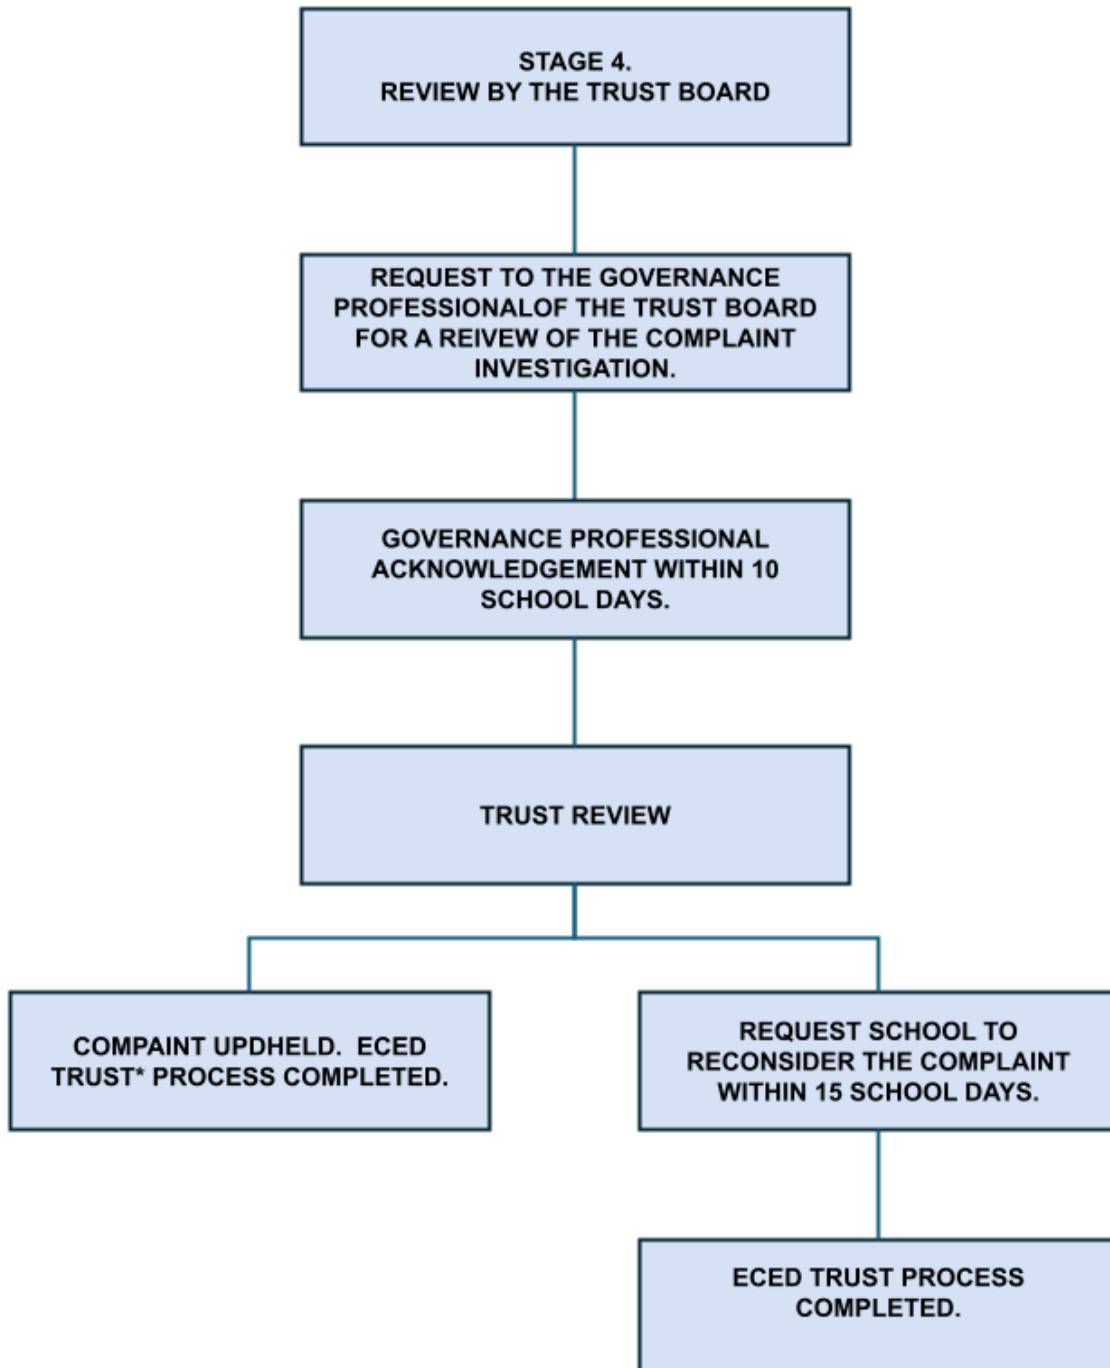 STAGE 4.
REVIEW BY THE TRUST BOARD
REQUEST TO THE GOVERNANCE
PROFESSIONALOF THE TRUST BOARD
FOR A REIVEW OF THE COMPLAINT
INVESTIGATION.
GOVERNANCE PROFESSIONAL
ACKNOWLEDGEMENT WITHIN 10
SCHOOL DAYS.
TRUST REVIEW
COMPAINT UPDHELD.  ECED
TRUST* PROCESS COMPLETED.
REQUEST SCHOOL TO
RECONSIDER THE COMPLAINT
WITHIN 15 SCHOOL DAYS.
ECED TRUST PROCESS
COMPLETED.